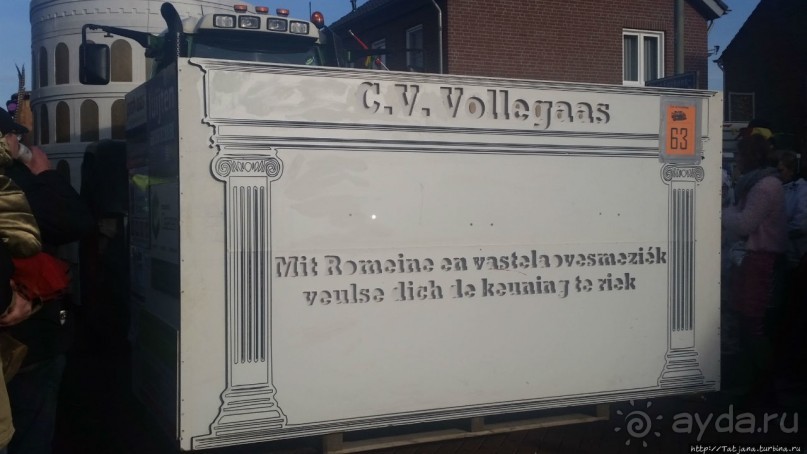 C.V. Vollegaas
63
Mit Romeine en vastelaovesmeziék
veulse dich de keuning te riek
ayda.ru
http://Tatjana.turbina.ru